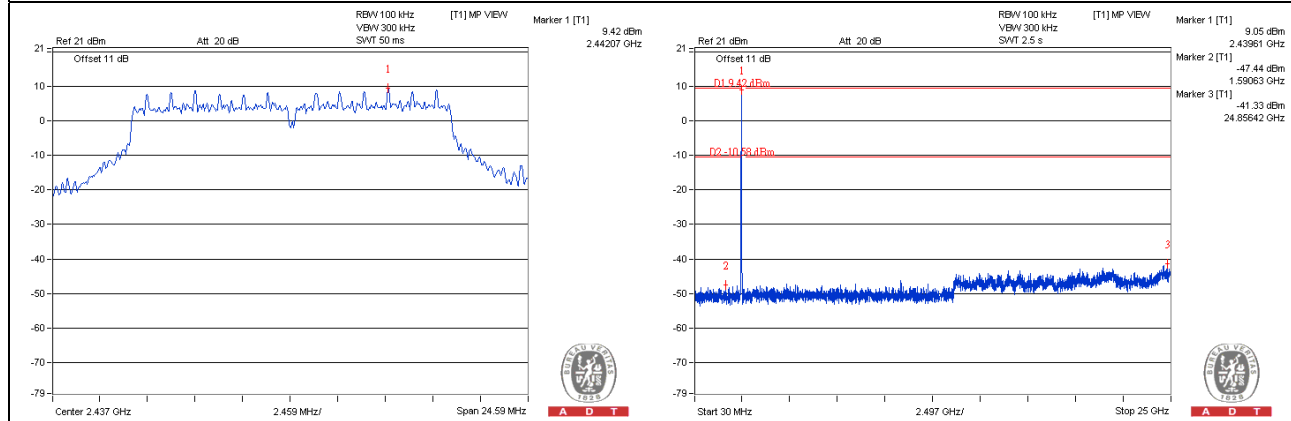 RBW 100 kHz [T1] MP VIEW
VBW 300 kHz
Ref 21 dBm Att 20 dB SWT 50 ms
Marker 1 [T1]
9.42 dBm
2.44207 GHz
21
Offset 11 dB
1
10
0
-10
-20
-30
-40
-50
-60
-70
-79
Center 2.437 GHz 2.459 MHz/ Span 24.59 MHz
BUREAU VERITAS
1828
A D T
RBW 100 kHz [T1] MP VIEW
VBW 300 kHz
Ref 21 dBm Att 20 dB SWT 2.5 s
Marker 1 [T1]
9.05 dBm
2.43961 GHz
Marker 2 [T1]
-47.44 dBm
1.59063 GHz
Marker 3 [T1]
-41.33 dBm
24.85642 GHz
21
Offset 11 dB
1
D1 9.42 dBm
10
0
D2 -10.58 dBm
-10
-20
-30
3
-40
2
-50
-60
-70
-79
Start 30 MHz 2.497 GHz/ Stop 25 GHz
BUREAU VERITAS
1828
A D T